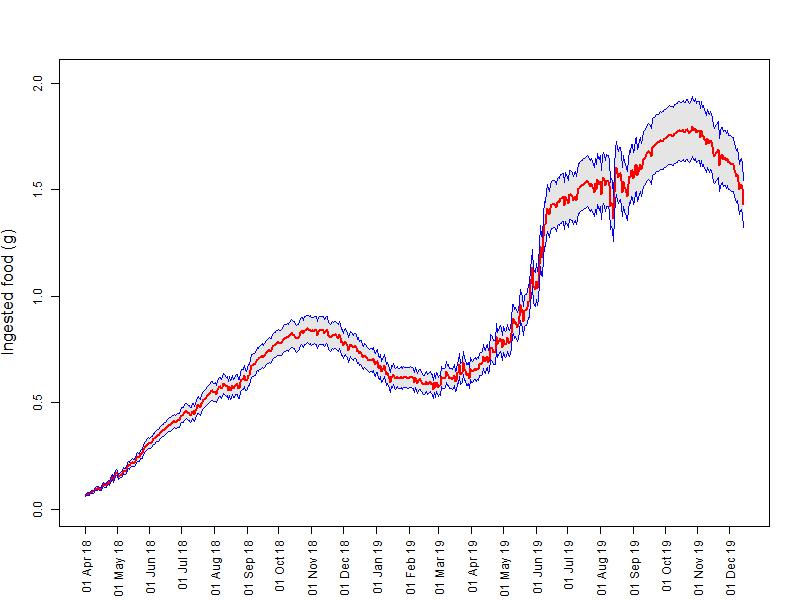 Ingested food (g)
2.0
1.5
1.0
0.5
0.0
01 Apr 18
01 May 18
01 Jun 18
01 Jul 18
01 Aug 18
01 Sep 18
01 Oct 18
01 Nov 18
01 Dec 18
01 Jan 19
01 Feb 19
01 Mar 19
01 Apr 19
01 May 19
01 Jun 19
01 Jul 19
01 Aug 19
01 Sep 19
01 Oct 19
01 Nov 19
01 Dec 19